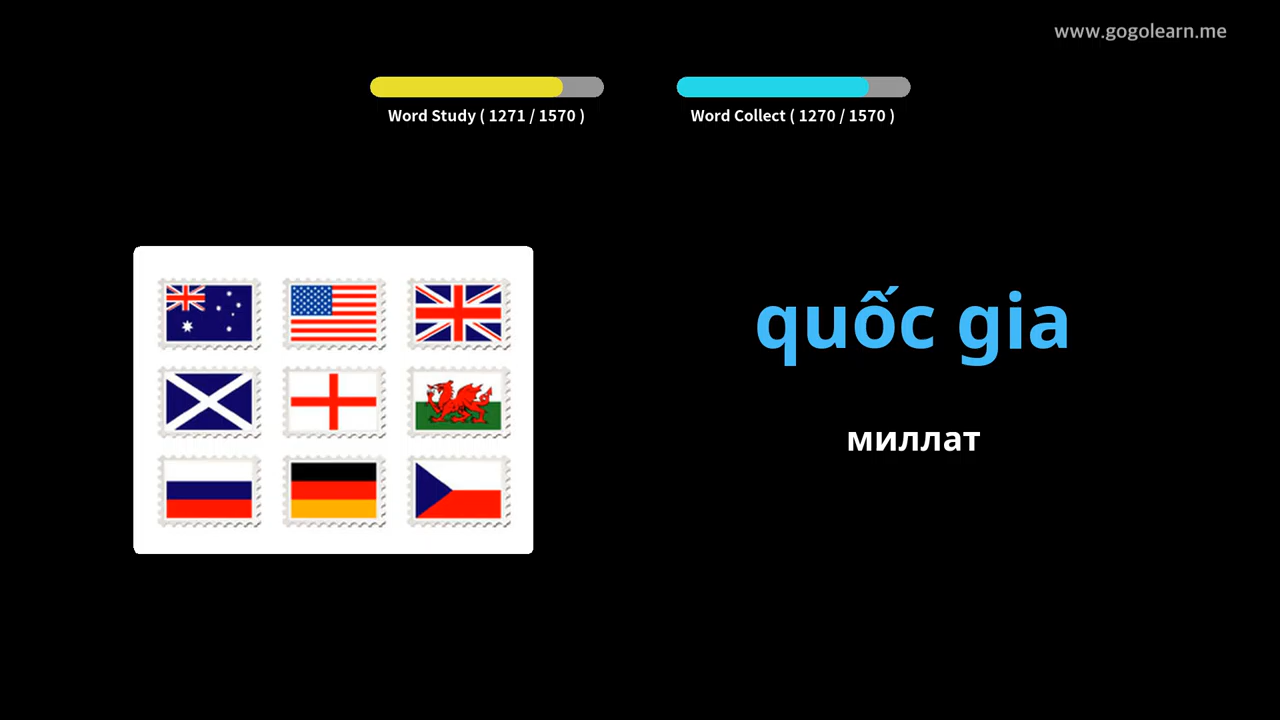 www.gogolearn.me
Word Study ( 1271 / 1570 )
Word Collect ( 1270 / 1570 )
quốc gia
миллат